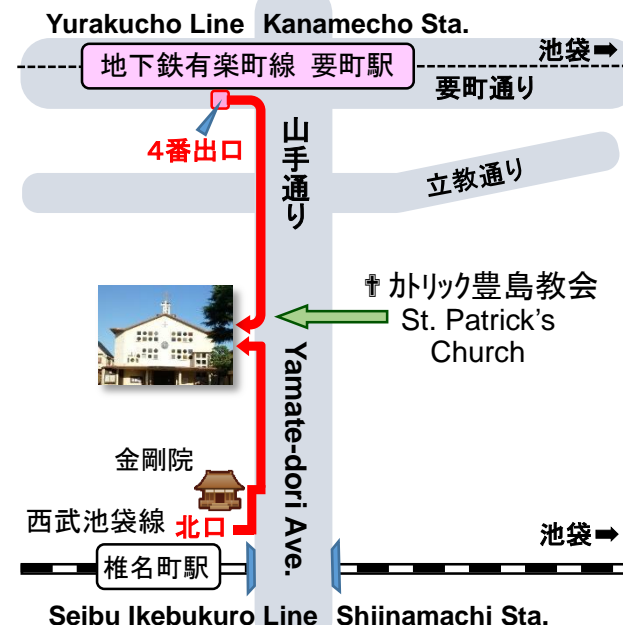 Yurakucho Line Kanamecho Sta.
池袋➡
地下鉄有楽町線 要町駅
要町通り
4番出口
山手通り
立教通り
✝カトリック豊島教会
St. Patrick's
Church
Yamate-dori Ave.
金剛院
西武池袋線 北口
池袋➡
椎名町駅
Seibu Ikebukuro Line Shiinamachi Sta.